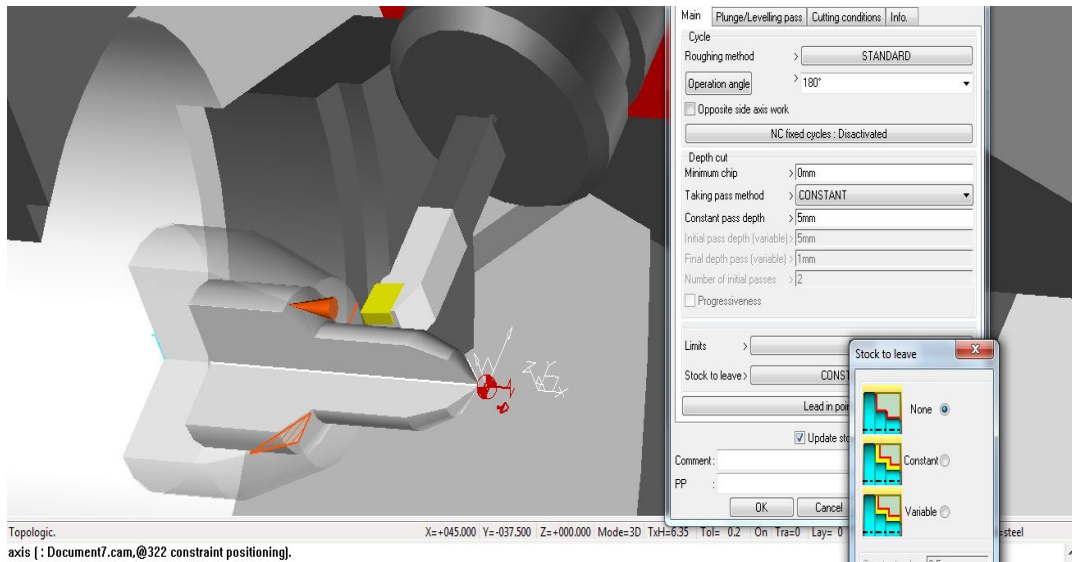 Main Plunge/Levelling pass Cutting conditions Info.
Cycle
Roughing method > STANDARD
Operation angle > 180°
Opposite side axis work
NC fixed cycles : Disactivated
Depth cut
Minimum chip > 0mm
Taking pass method > CONSTANT
Constant pass depth > 5mm
Initial pass depth (variable) > 5mm
Final depth pass (variable) > 1mm
Number of initial passes > 2
Progressiveness
Limits >
Stock to leave > CONST
Lead in poi
Update sto
Comment :
PP :
OK Cancel
Stock to leave
None
Constant
Variable
Topologic.
X=+045.000 Y=-037.500 Z=+000.000 Mode=3D TxH=6.35 Tol= 0.2 On Tra=0 Lay= 0 =steel
axis ( : Document7.cam,@322 constraint positioning).